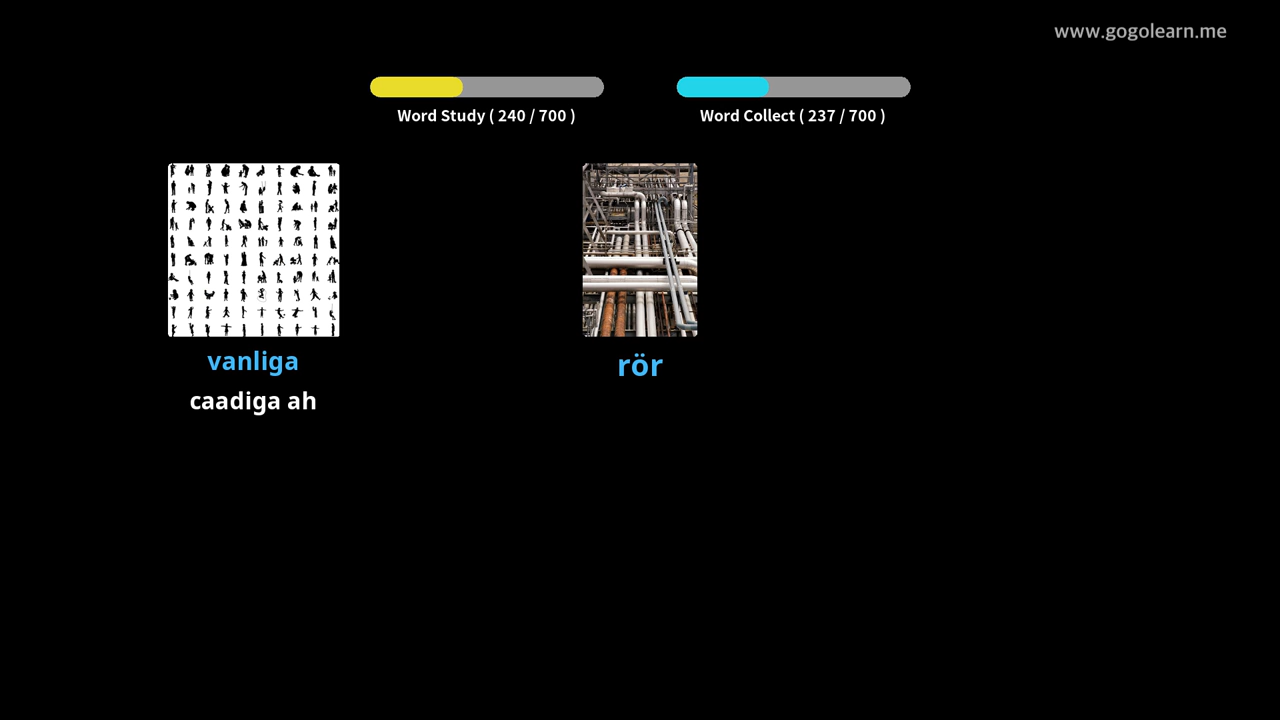 www.gogolearn.me
Word Study ( 240 / 700 )
Word Collect ( 237 / 700 )
vanliga
caadiga ah
rör